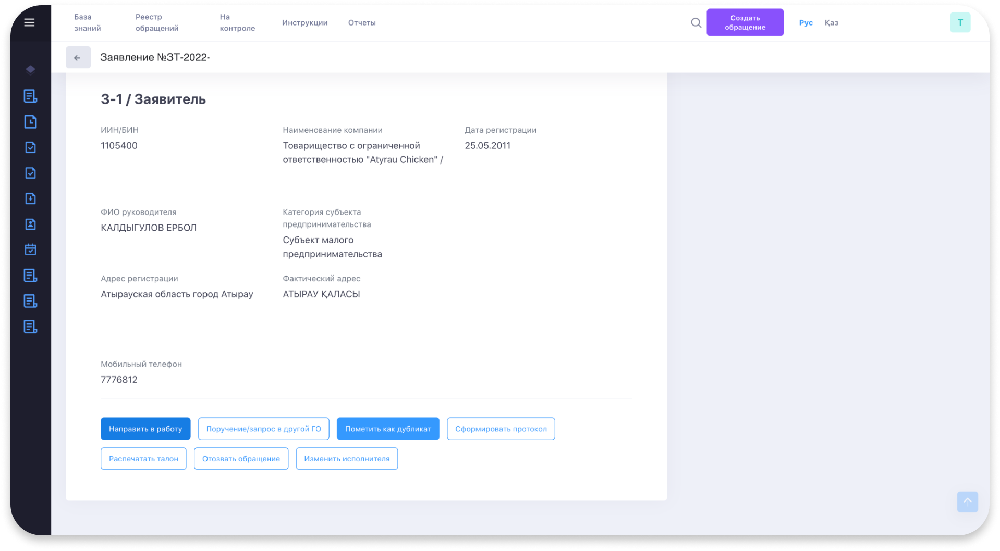 База
знаний
Реестр
обращений
На
контроле
Инструкции
Отчеты
Создать
обращение
Рус
Қаз
T
Заявление №ЗТ-2022-
З-1 / Заявитель
ИИН/БИН
1105400
Наименование компании
Товарищество с ограниченной
ответственностью "Atyrau Chicken" /
Дата регистрации
25.05.2011
ФИО руководителя
КАЛДЫГУЛОВ ЕРБОЛ
Категория субъекта
предпринимательства
Субъект малого
предпринимательства
Адрес регистрации
Атырауская область город Атырау
Фактический адрес
АТЫРАУ ҚАЛАСЫ
Мобильный телефон
7776812
Направить в работу
Поручение/запрос в другой ГО
Пометить как дубликат
Сформировать протокол
Распечатать талон
Отозвать обращение
Изменить исполнителя